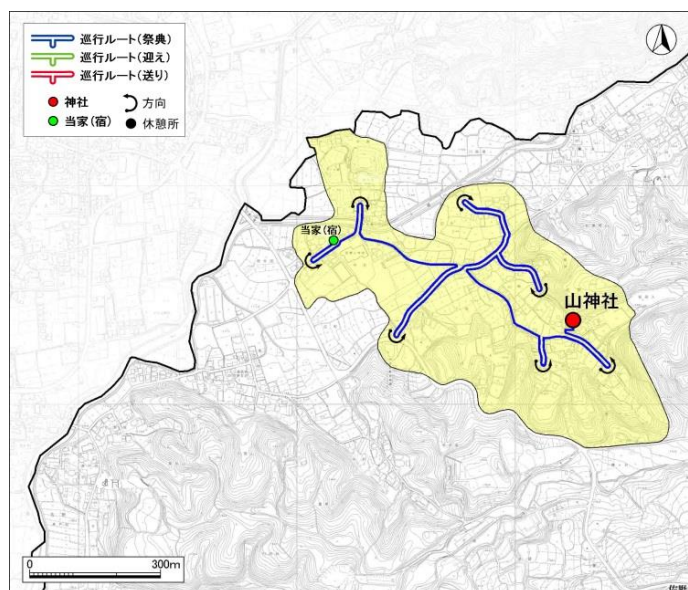 巡行ルート(祭典)
巡行ルート(迎え)
巡行ルート(送り)
神社 方向
当家(宿) 休憩所
当家(宿)
山神社
0 300m